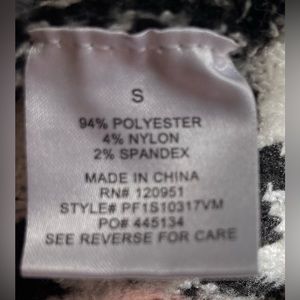 S
94% POLYESTER
4% NYLON
2% SPANDEX
MADE IN CHINA
RN# 120951
STYLE# PF1S10317VM
PO# 445134
SEE REVERSE FOR CARE